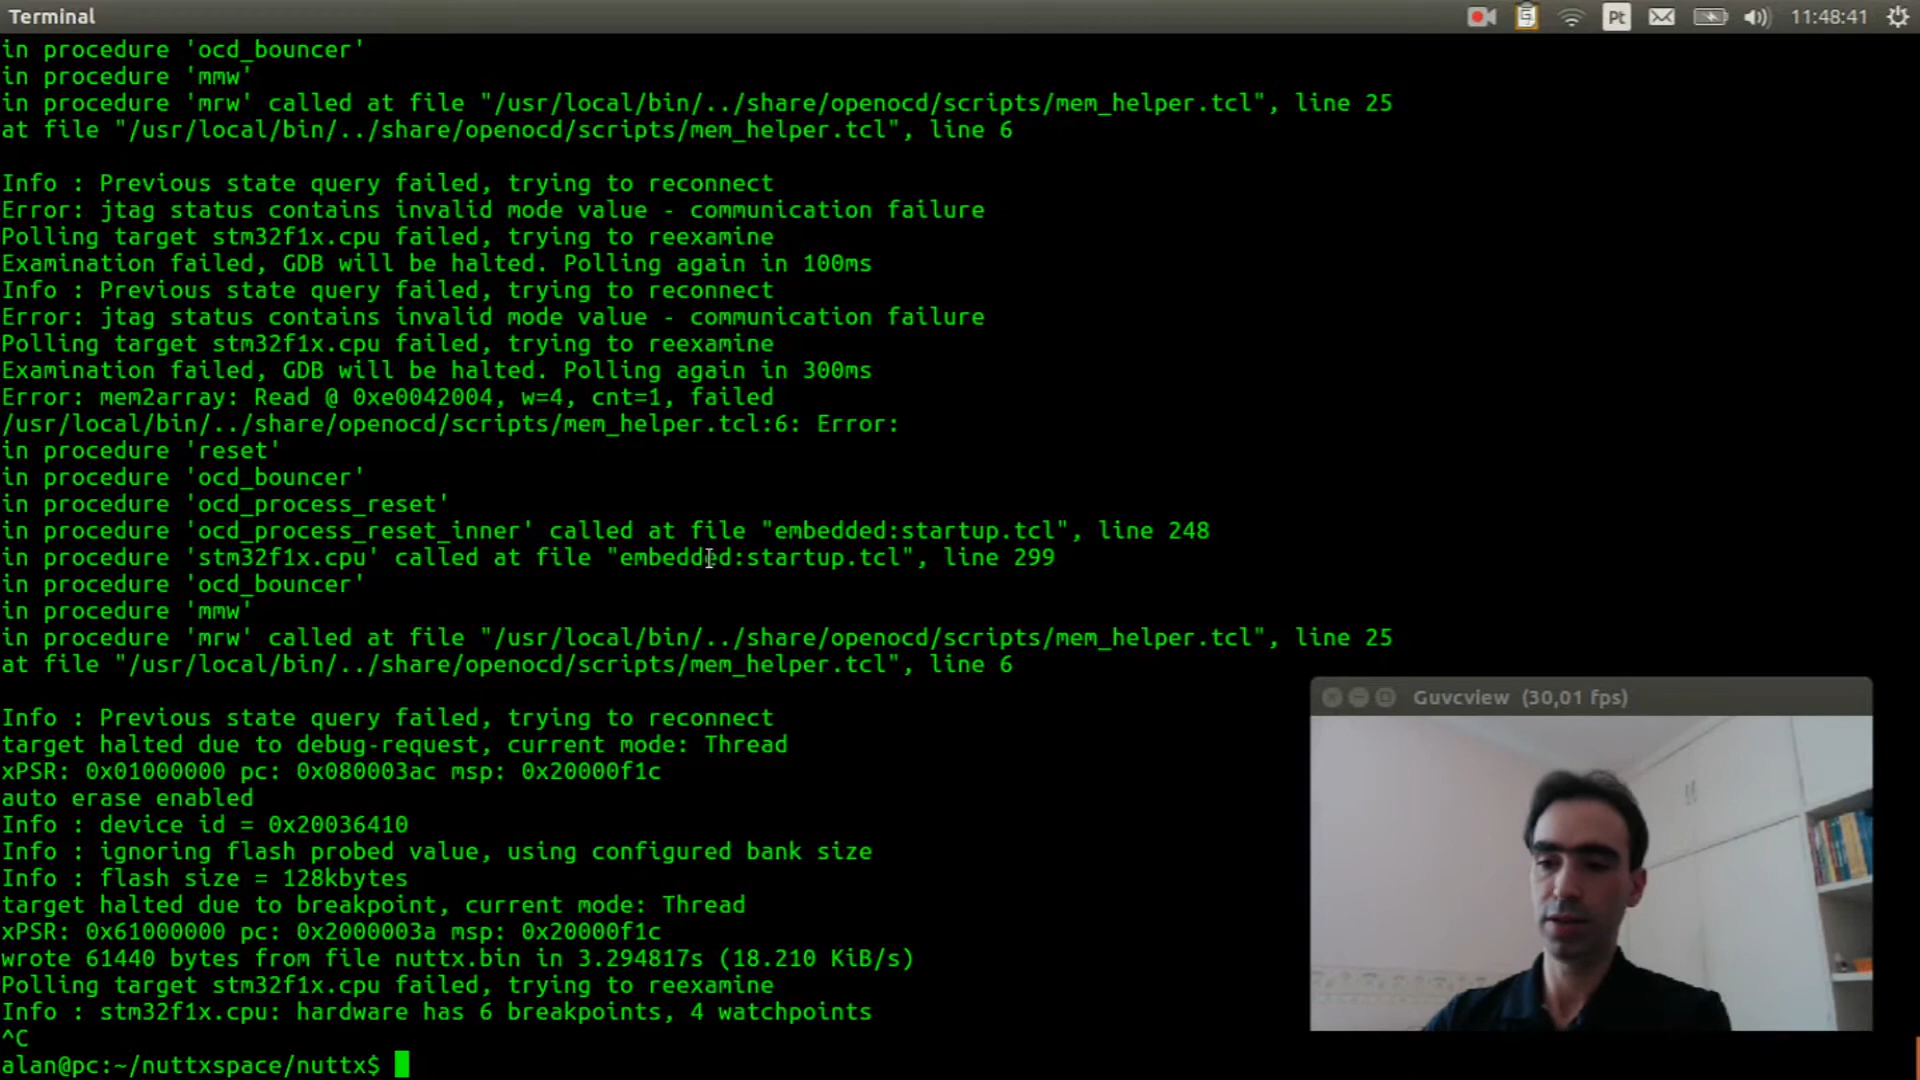 Terminal
Pt
11:48:41
in procedure 'ocd_bouncer'
in procedure 'mmw'
in procedure 'mrw' called at file "/usr/local/bin/../share/openocd/scripts/mem_helper.tcl", line 25
at file "/usr/local/bin/../share/openocd/scripts/mem_helper.tcl", line 6
Info : Previous state query failed, trying to reconnect
Error: jtag status contains invalid mode value - communication failure
Polling target stm32f1x.cpu failed, trying to reexamine
Examination failed, GDB will be halted. Polling again in 100ms
Info : Previous state query failed, trying to reconnect
Error: jtag status contains invalid mode value - communication failure
Polling target stm32f1x.cpu failed, trying to reexamine
Examination failed, GDB will be halted. Polling again in 300ms
Error: mem2array: Read @ 0xe0042004, w=4, cnt=1, failed
/usr/local/bin/../share/openocd/scripts/mem_helper.tcl:6: Error:
in procedure 'reset'
in procedure 'ocd_bouncer'
in procedure 'ocd_process_reset'
in procedure 'ocd_process_reset_inner' called at file "embedded:startup.tcl", line 248
in procedure 'stm32f1x.cpu' called at file "embedded:startup.tcl", line 299
in procedure 'ocd_bouncer'
in procedure 'mmw'
in procedure 'mrw' called at file "/usr/local/bin/../share/openocd/scripts/mem_helper.tcl", line 25
at file "/usr/local/bin/../share/openocd/scripts/mem_helper.tcl", line 6
Info : Previous state query failed, trying to reconnect
target halted due to debug-request, current mode: Thread
xPSR: 0x01000000 pc: 0x080003ac msp: 0x20000f1c
auto erase enabled
Info : device id = 0x20036410
Info : ignoring flash probed value, using configured bank size
Info : flash size = 128kbytes
target halted due to breakpoint, current mode: Thread
xPSR: 0x61000000 pc: 0x2000003a msp: 0x20000f1c
wrote 61440 bytes from file nuttx.bin in 3.294817s (18.210 KiB/s)
Polling target stm32f1x.cpu failed, trying to reexamine
Info : stm32f1x.cpu: hardware has 6 breakpoints, 4 watchpoints
^C
alan@pc:~/nuttxspace/nuttx$
Guvcview (30,01 fps)